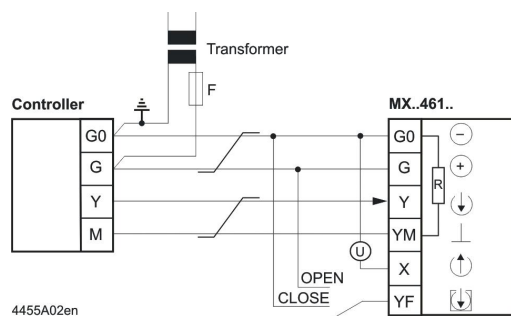 Transformer
F
Controller
MX..461..
G0
G0
G
G
R
Y
Y
M
YM
U
X
OPEN
CLOSE
YF
4455A02en